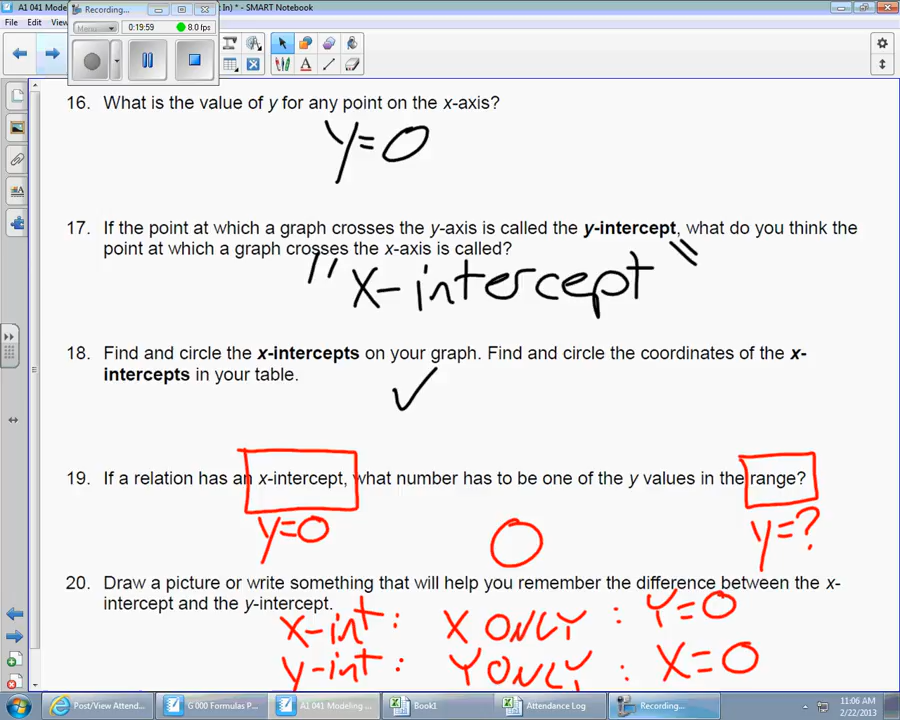 A1 041 Model
In) * - SMART Notebook
Recording...
File Edit View
Menu
0:19:59
8.0 fps
16. What is the value of y for any point on the x-axis?
y=0
17. If the point at which a graph crosses the y-axis is called the y-intercept, what do you think the
point at which a graph crosses the x-axis is called?
"x-intercept"
18. Find and circle the x-intercepts on your graph. Find and circle the coordinates of the x-
intercepts in your table.
19. If a relation has an x-intercept, what number has to be one of the y values in the range?
y=0 0 y=?
20. Draw a picture or write something that will help you remember the difference between the x-
intercept and the y-intercept.
x-int: X ONLY : Y=0
y-int: Y ONLY : X=0
Post/View Attend... G 000 Formulas P... A1 041 Modeling ... Book1 Attendance Log Recording...
11:06 AM
2/22/2013